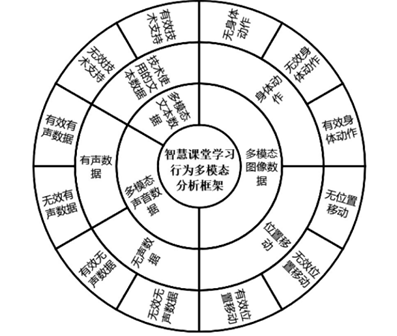 智慧课堂学习
行为多模态
分析框架
多模态
图像数
据
多模态
声音数
据
多模态
文本数
据
身体动
作
位置移
动
无声数
据
有声数
据
技术使
用的文
本数据
无身体
动作
无效身
体动作
有效身
体动作
无位置
移动
无效位
置移动
有效位
置移动
无效无
声数据
有效无
声数据
无效有
声数据
有效有
声数据
无效技
术支持
有效技
术支持